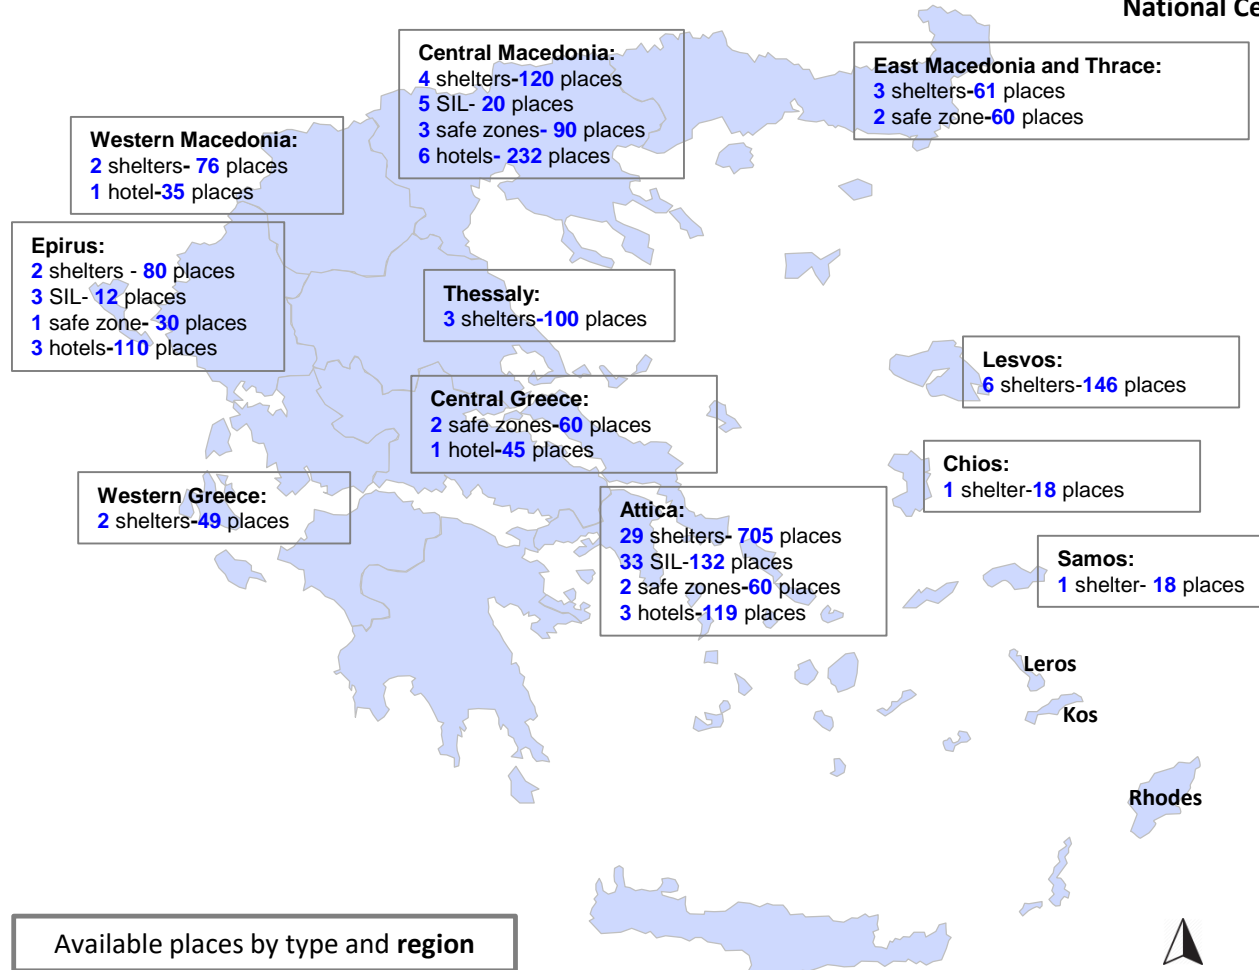 National Ce
Central Macedonia:
4 shelters-120 places
5 SIL- 20 places
3 safe zones- 90 places
6 hotels- 232 places
East Macedonia and Thrace:
3 shelters-61 places
2 safe zone-60 places
Western Macedonia:
2 shelters- 76 places
1 hotel-35 places
Epirus:
2 shelters - 80 places
3 SIL- 12 places
1 safe zone- 30 places
3 hotels-110 places
Thessaly:
3 shelters-100 places
Lesvos:
6 shelters-146 places
Central Greece:
2 safe zones-60 places
1 hotel-45 places
Chios:
1 shelter-18 places
Western Greece:
2 shelters-49 places
Attica:
29 shelters- 705 places
33 SIL-132 places
2 safe zones-60 places
3 hotels-119 places
Samos:
1 shelter- 18 places
Leros
Kos
Rhodes
Available places by type and region